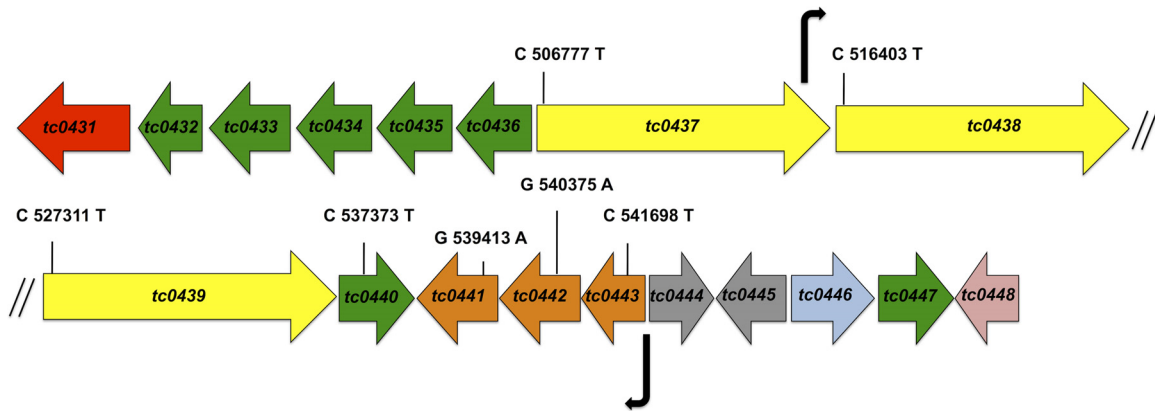 C 506777 T
C 516403 T
tc0431 tc0432 tc0433 tc0434 tc0435 tc0436 tc0437 tc0438
//
G 540375 A
C 527311 T C 537373 T C 541698 T
G 539413 A
// tc0439 tc0440 tc0441 tc0442 tc0443 tc0444 tc0445 tc0446 tc0447 tc0448